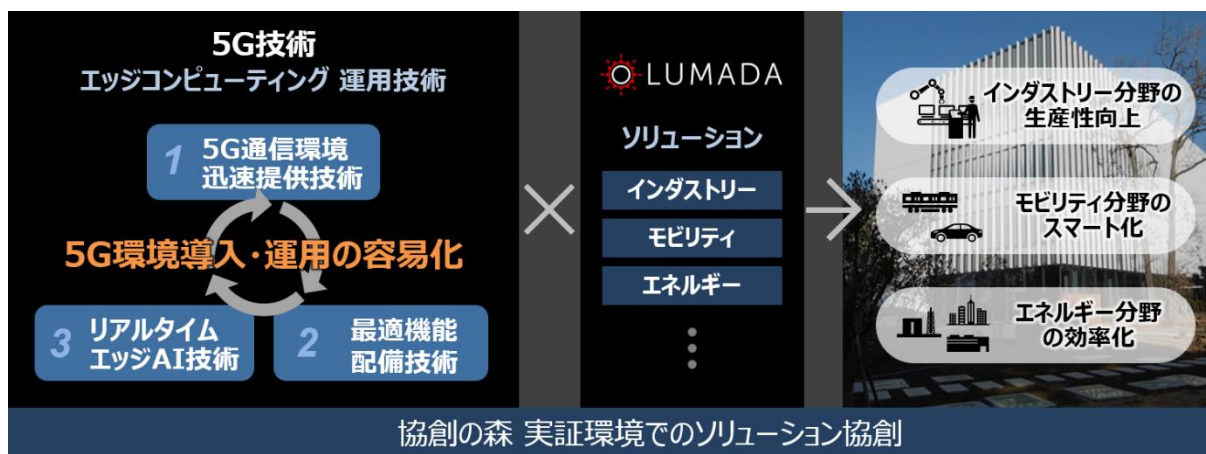 5G技術
エッジコンピューティング 運用技術
1 5G通信環境
迅速提供技術
5G環境導入・運用の容易化
3 リアルタイム
エッジAI技術
2 最適機能
配備技術
×
LUMADA
ソリューション
インダストリー
モビリティ
エネルギー
インダストリー分野の
生産性向上
モビリティ分野の
スマート化
エネルギー分野
の効率化
協創の森 実証環境でのソリューション協創